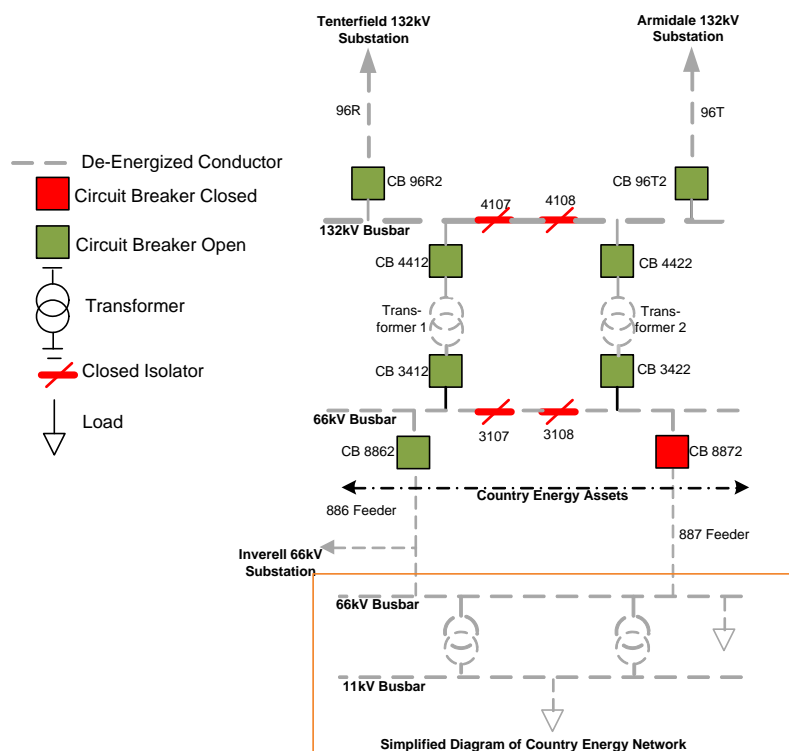 Tenterfield 132kV
Substation
Armidale 132kV
Substation
96R
96T
De-Energized Conductor
CB 96R2
CB 96T2
Circuit Breaker Closed
4107
4108
132kV Busbar
Circuit Breaker Open
CB 4412
CB 4422
Transformer
Trans-
former 1
Trans-
former 2
CB 3412
CB 3422
Closed Isolator
66kV Busbar
3107
3108
Load
CB 8862
CB 8872
Country Energy Assets
886 Feeder
887 Feeder
Inverell 66kV
Substation
66kV Busbar
11kV Busbar
Simplified Diagram of Country Energy Network